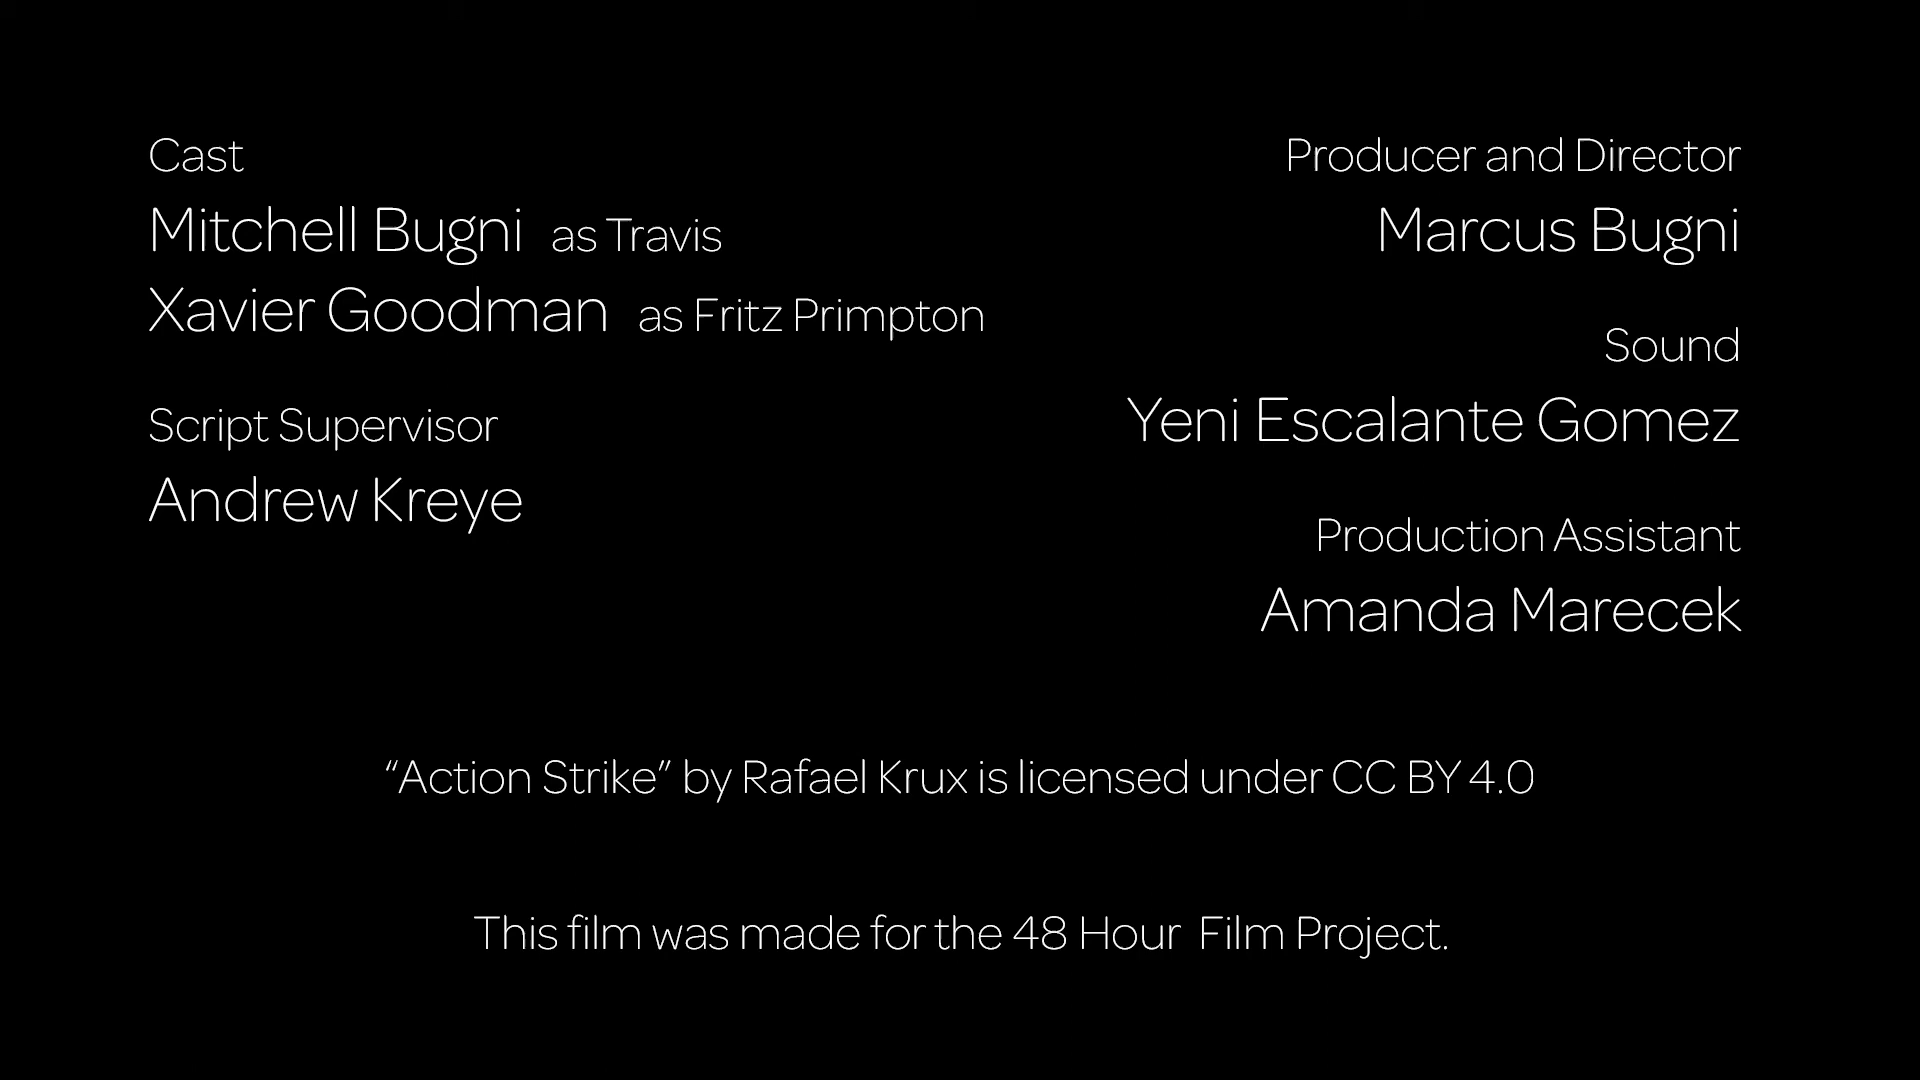 Cast
Mitchell Bugni as Travis
Xavier Goodman as Fritz Primpton
Script Supervisor
Andrew Kreye
Producer and Director
Marcus Bugni
Sound
Yeni Escalante Gomez
Production Assistant
Amanda Marecek
“Action Strike” by Rafael Krux is licensed under CC BY 4.0
This film was made for the 48 Hour Film Project.